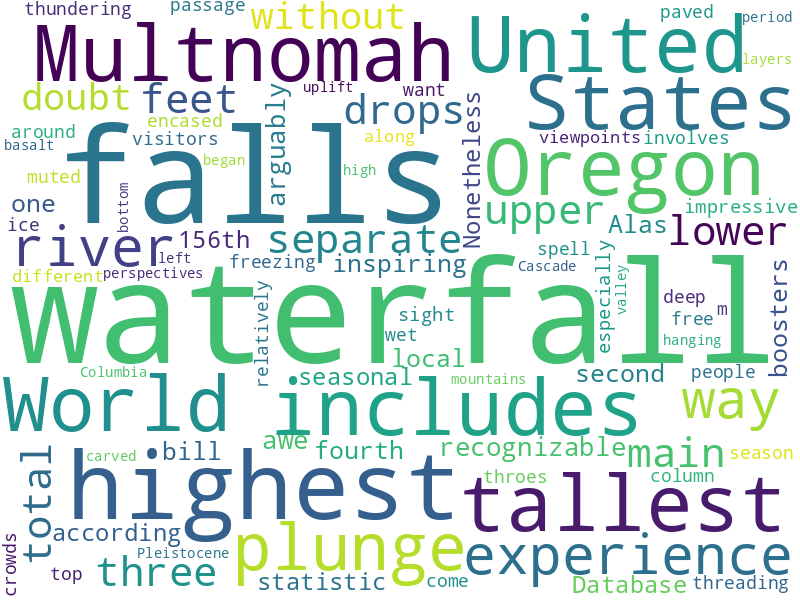 thundering passage without paved period
Multnomah United
layers
doubt feet uplift want drops States
encased arguably
around visitors along Nonetheless viewpoints involves
basalt falls began high Oregon
muted bottom
one upper Alas impressive
ice river 156th separate lower
left freezing inspiring spell especially
different perspectives Cascade valley boosters
waterfall deep m
relatively sight free
wet hanging
local
Columbia seasonal mountains second people
World includes way
awe fourth recognizable main
total carved bill highest season
throes column tallest
according
crowds plunge experience
Pleistocene
top three statistic come Database threading